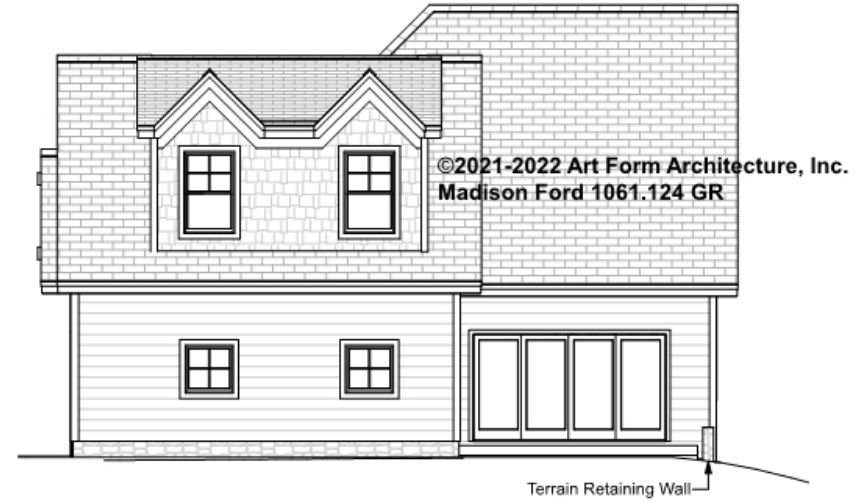 ©2021-2022 Art Form Architecture, Inc.
Madison Ford 1061.124 GR
Terrain Retaining Wall